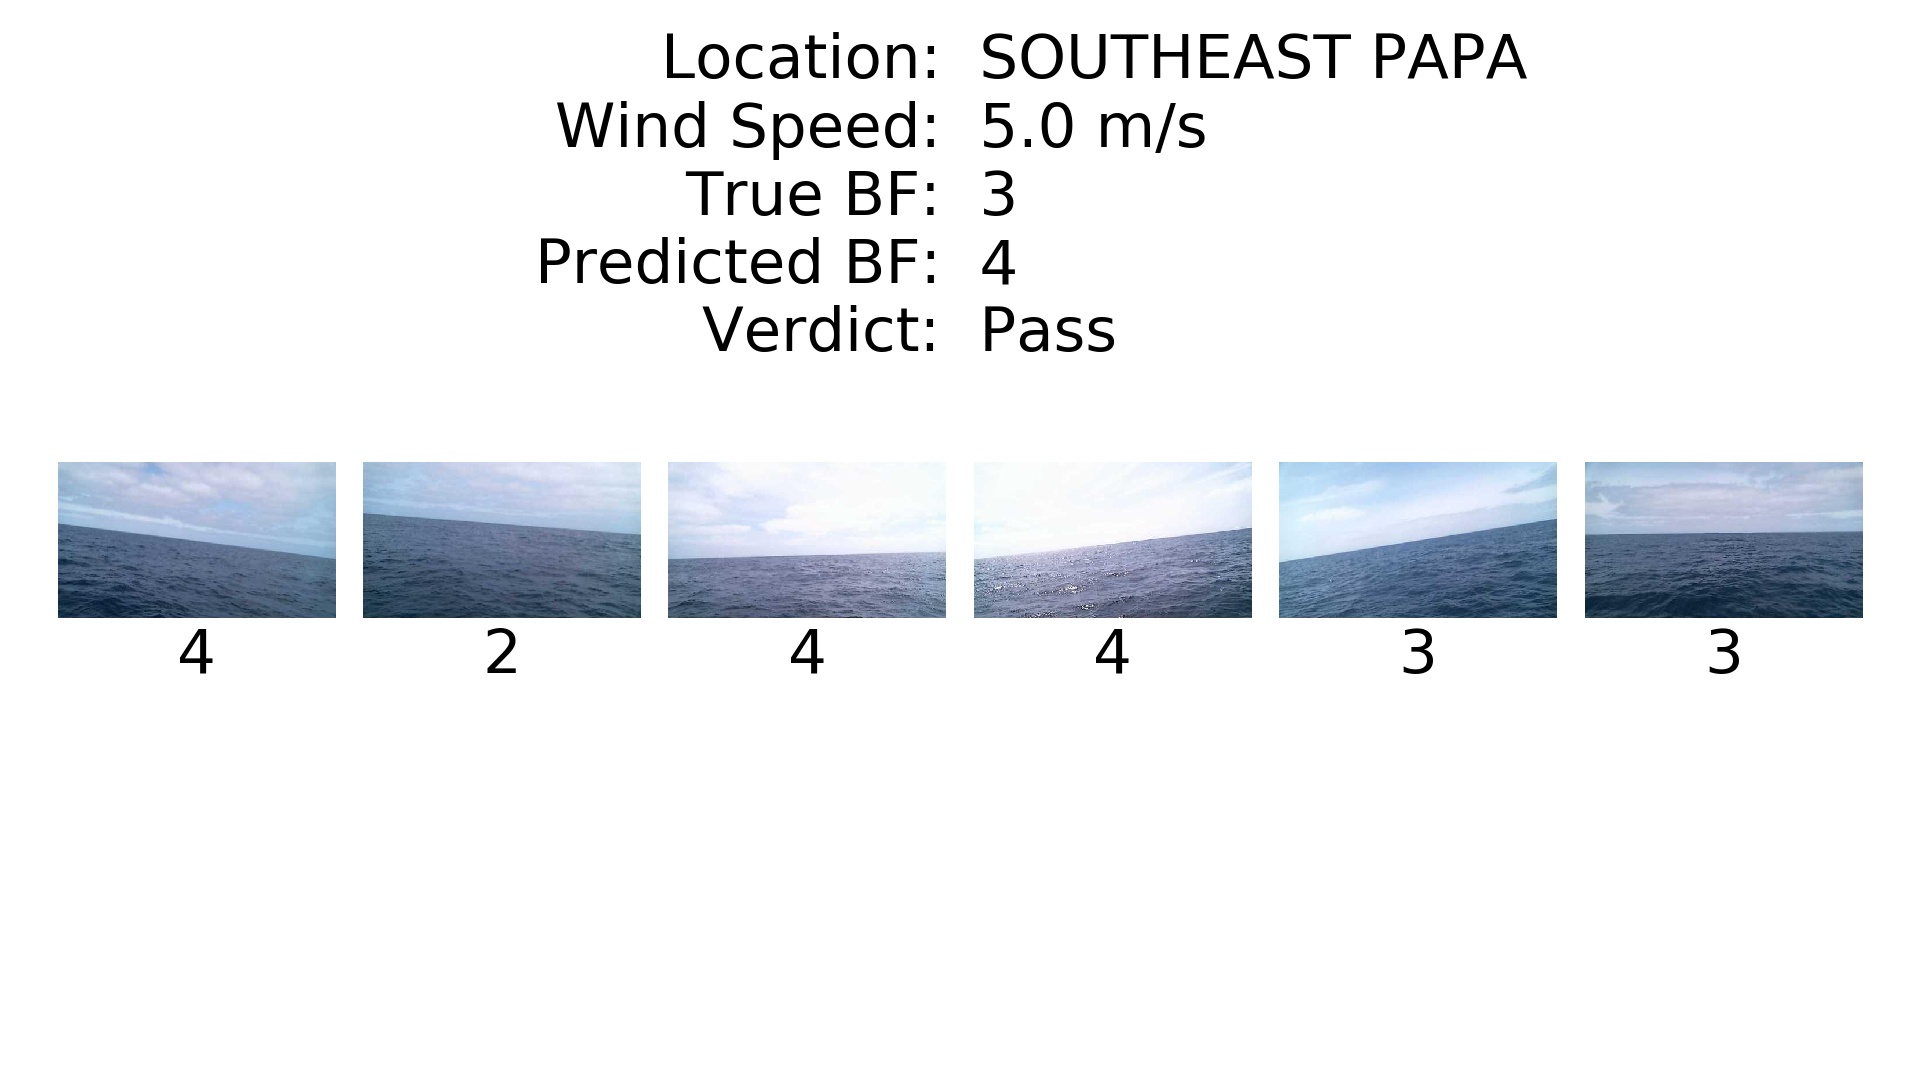 Location: SOUTHEAST PAPA
Wind Speed: 5.0 m/s
True BF: 3
Predicted BF: 4
Verdict: Pass
4 2 4 4 3 3